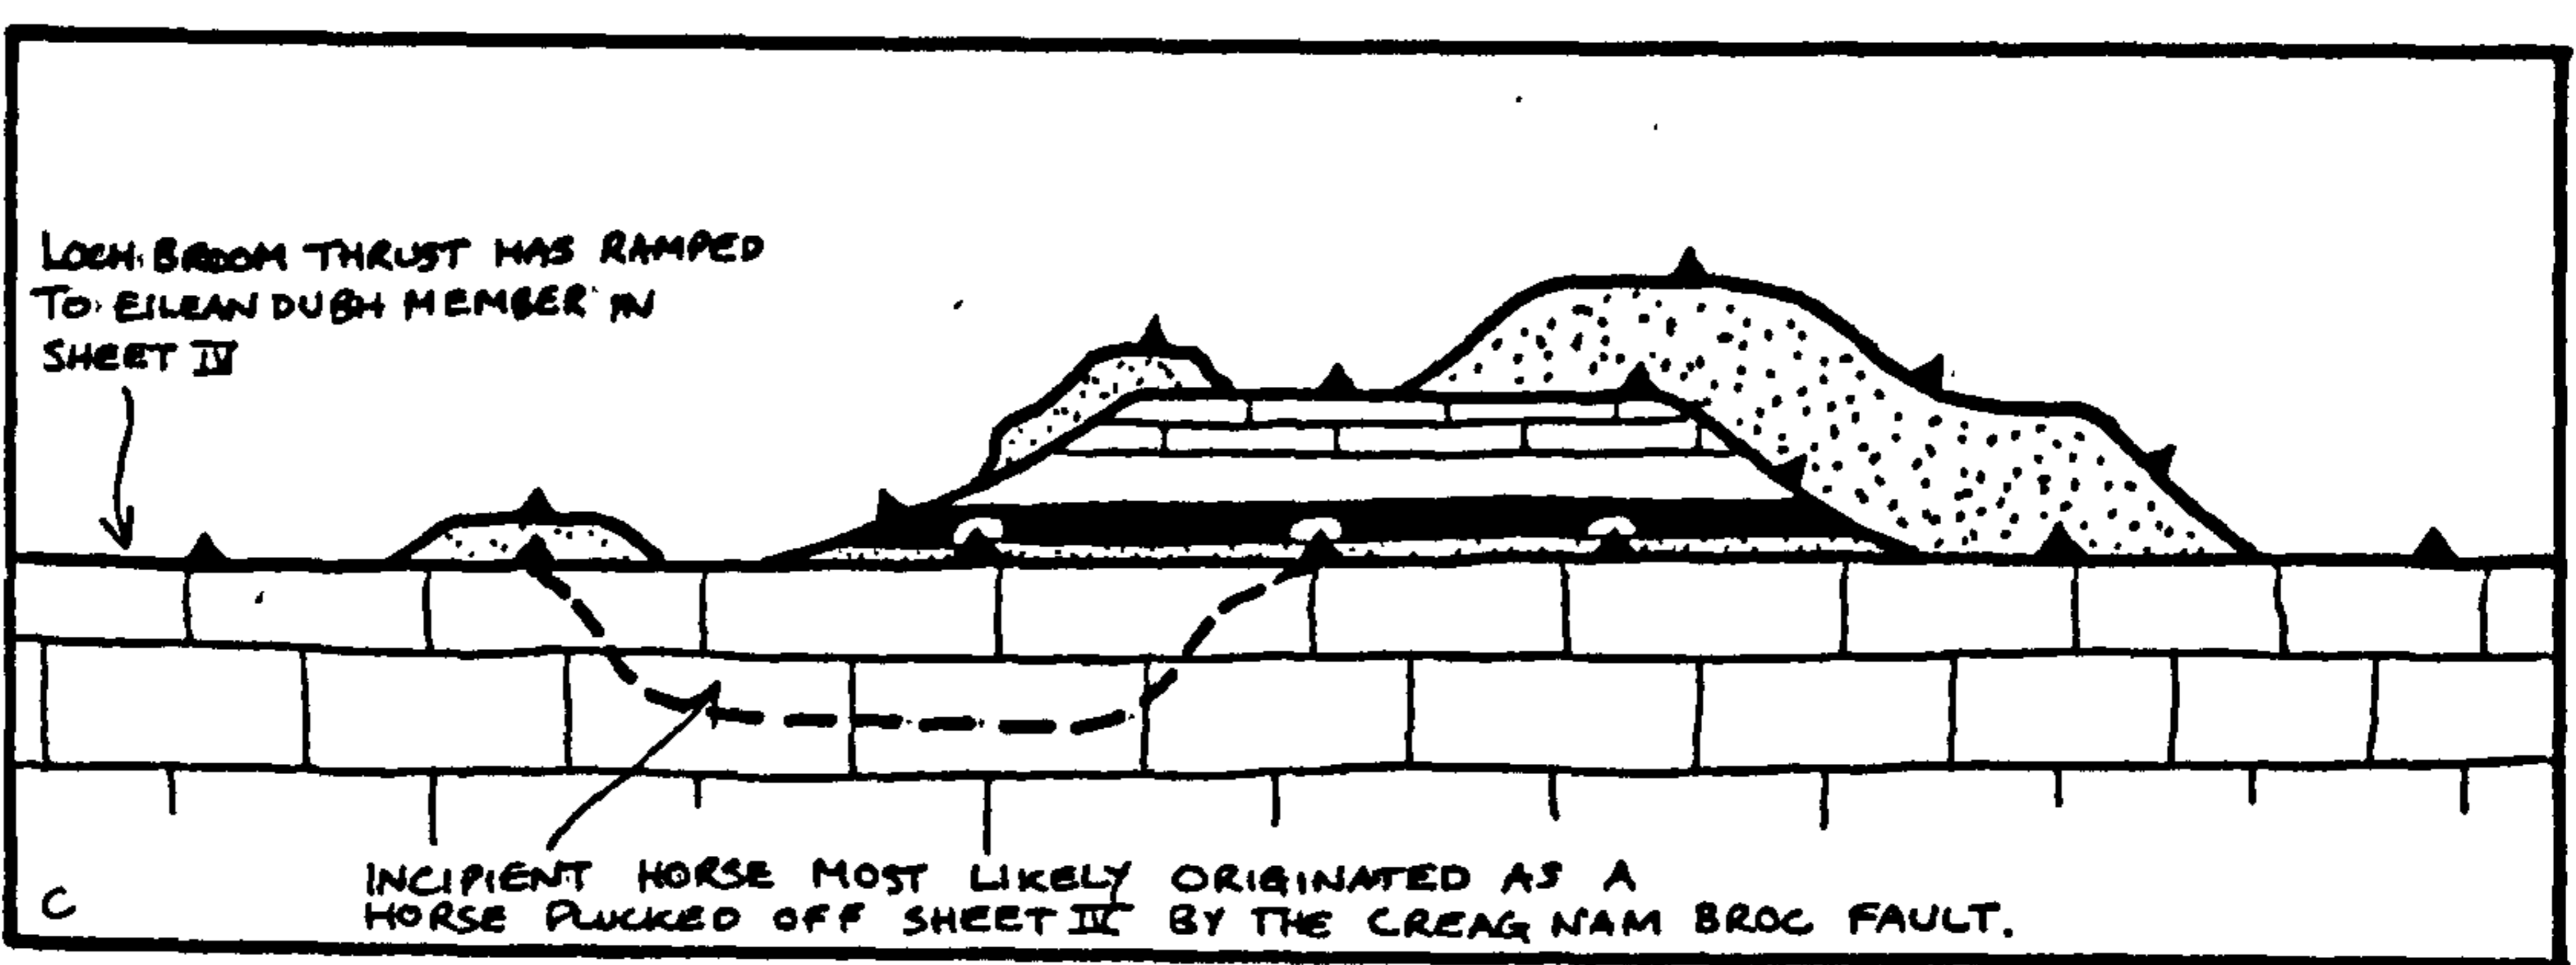 LOCH BROOM THRUST HAS RAMPED
TO EILEAN DUBH MEMBER IN
SHEET IV
INCIPIENT HORSE MOST LIKELY ORIGINATED AS A
HORSE PLUCKED OFF SHEET IV BY THE CREAG NAM BROC FAULT.
C